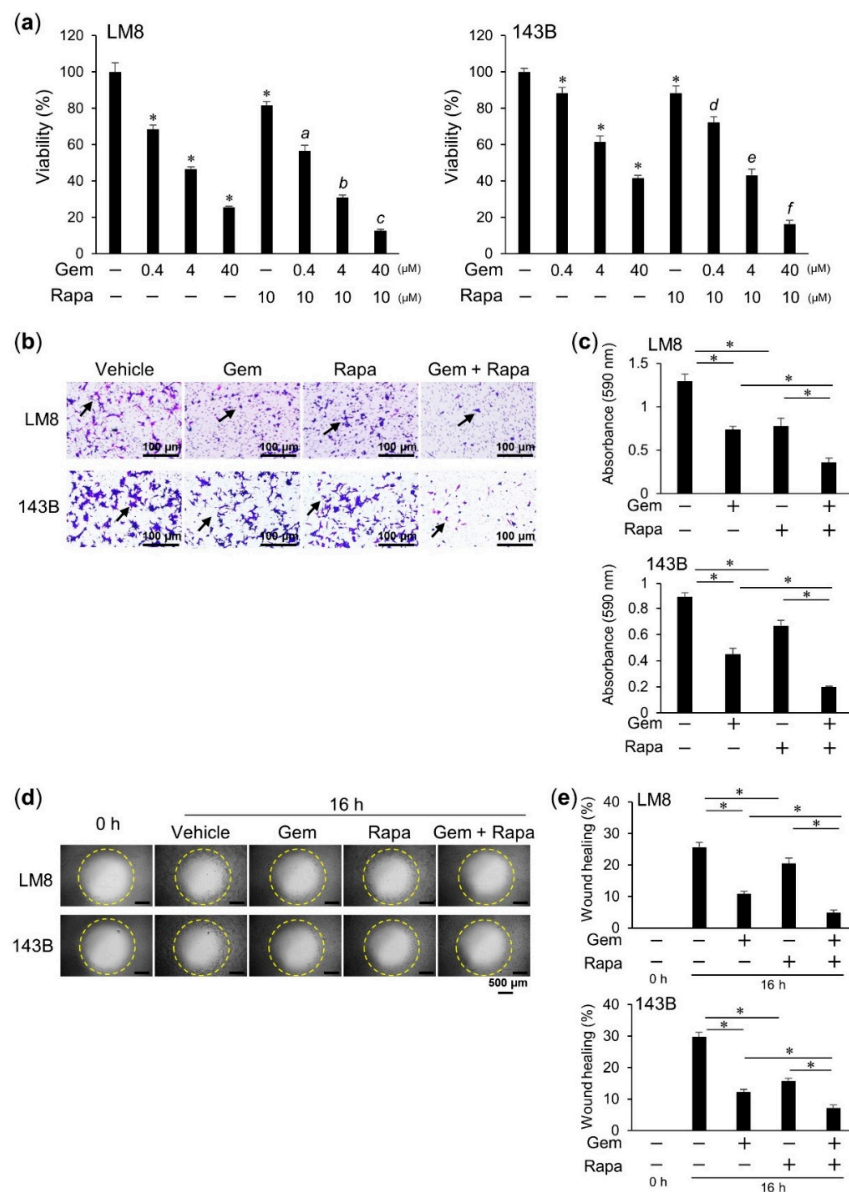 (a)
LM8
Viability (%)
120
100
80
60
40
20
0
*
*
*
*
a
b
c
Gem – 0.4 4 40 – 0.4 4 40 (μM)
Rapa – – – – 10 10 10 10 (μM)
143B
Viability (%)
120
100
80
60
40
20
0
*
*
*
*
d
e
f
Gem – 0.4 4 40 – 0.4 4 40 (μM)
Rapa – – – – 10 10 10 10 (μM)
(b)
Vehicle Gem Rapa Gem + Rapa
LM8
100 μm 100 μm 100 μm 100 μm
143B
100 μm 100 μm 100 μm 100 μm
(c)
LM8
Absorbance (590 nm)
1.5
1
0.5
0
*
* *
*
Gem – + – +
Rapa – – + +
143B
Absorbance (590 nm)
1
0.8
0.6
0.4
0.2
0
*
* *
*
Gem – + – +
Rapa – – + +
(d)
16 h
0 h Vehicle Gem Rapa Gem + Rapa
LM8
143B
500 μm
(e)
LM8
Wound healing (%)
40
30
20
10
0
*
* *
*
Gem – – + – +
Rapa – – – + +
0 h 16 h
143B
Wound healing (%)
40
30
20
10
0
*
*
*
*
Gem – – + – +
Rapa – – – + +
0 h 16 h